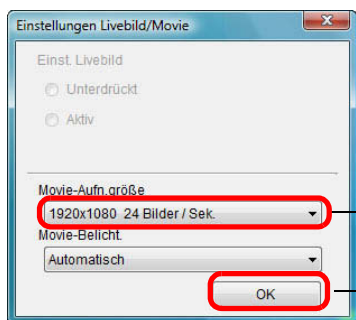 Einstellungen Livebild/Movie
Einst. Livebild
Unterdrückt
Aktiv
Movie-Aufn.größe
1920x1080 24 Bilder / Sek.
Movie-Belicht.
Automatisch
OK